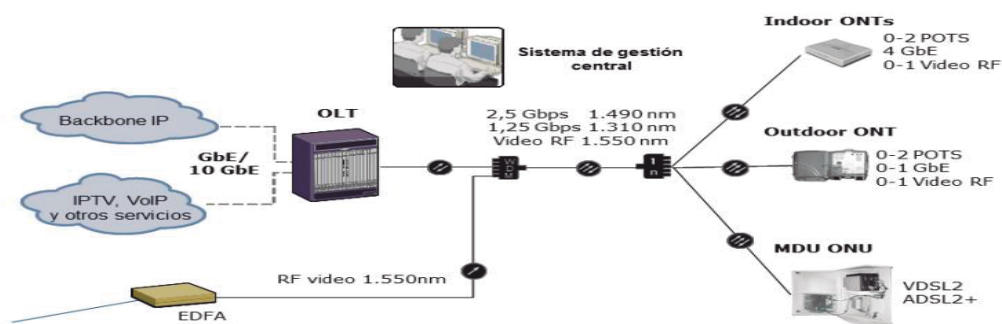 Indoor ONTs
0-2 POTS
4 GbE
0-1 Video RF
Sistema de gestión
central
Backbone IP
OLT
GbE/
10 GbE
2,5 Gbps 1.490 nm
1,25 Gbps 1.310 nm
Video RF 1.550 nm
WDM
1
n
Outdoor ONT
0-2 POTS
0-1 GbE
0-1 Video RF
IPTV, VoIP
y otros servicios
MDU ONU
VDSL2
ADSL2+
RF video 1.550nm
EDFA